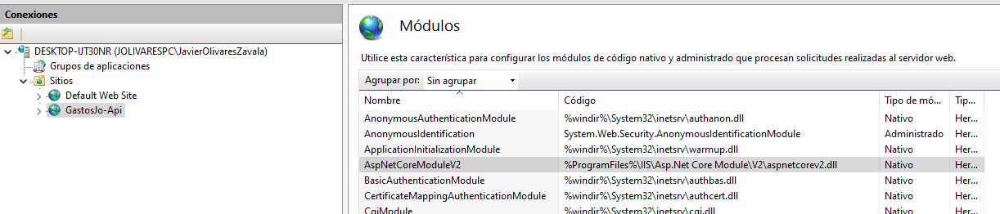 Conexiones
DESKTOP-IJT30NR (JOLIVARESPC\JavierOlivaresZavala)
Grupos de aplicaciones
Sitios
Default Web Site
GastosJo-Api
Módulos
Utilice esta característica para configurar los módulos de código nativo y administrado que procesan solicitudes realizadas al servidor web.
Agrupar por: Sin agrupar
Nombre Código Tipo de mó... Tip...
AnonymousAuthenticationModule %windir%\System32\inetsrv\authanon.dll Nativo Her...
AnonymousIdentification System.Web.Security.AnonymousIdentificationModule Administrado Her...
ApplicationInitializationModule %windir%\System32\inetsrv\warmup.dll Nativo Her...
AspNetCoreModuleV2 %ProgramFiles%\IIS\Asp.Net Core Module\V2\aspnetcorev2.dll Nativo Her...
BasicAuthenticationModule %windir%\System32\inetsrv\authbas.dll Nativo Her...
CertificateMappingAuthenticationModule %windir%\System32\inetsrv\authcert.dll Nativo Her...
CgiModule %windir%\System32\inetsrv\cgi.dll Nativo Her...